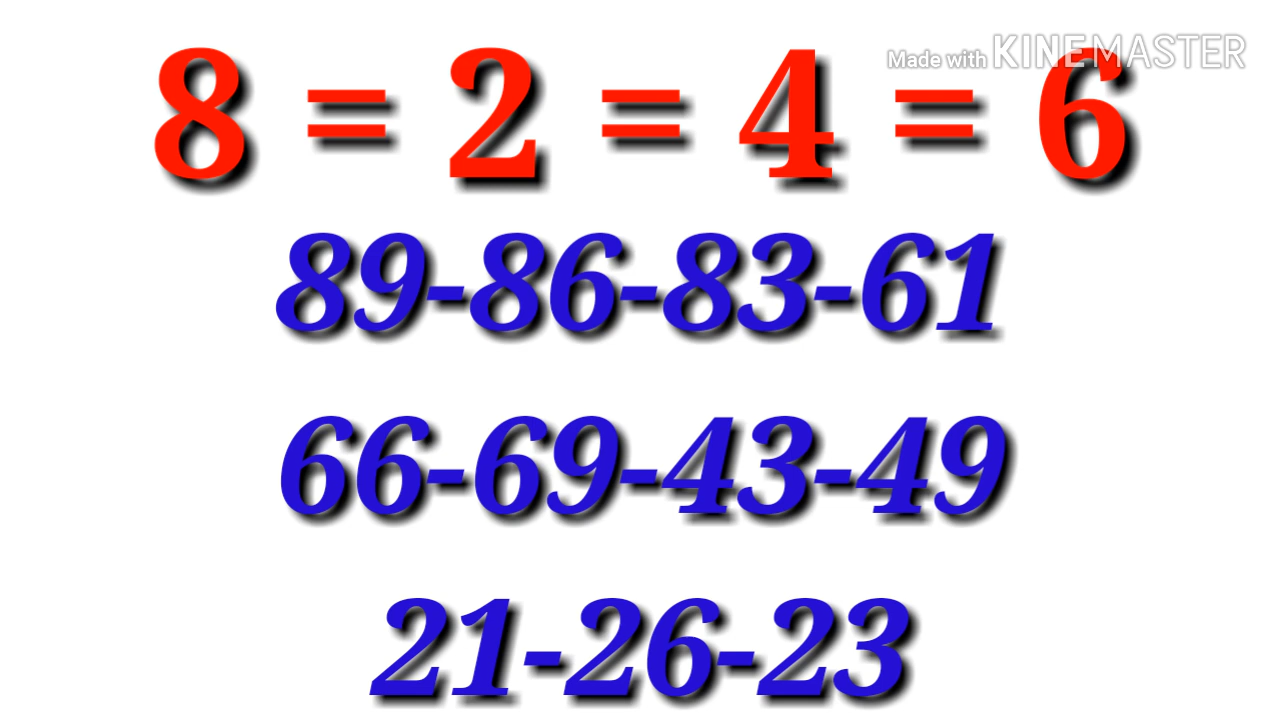 Made with KINEMASTER
8 = 2 = 4 = 6
89-86-83-61
66-69-43-49
21-26-23